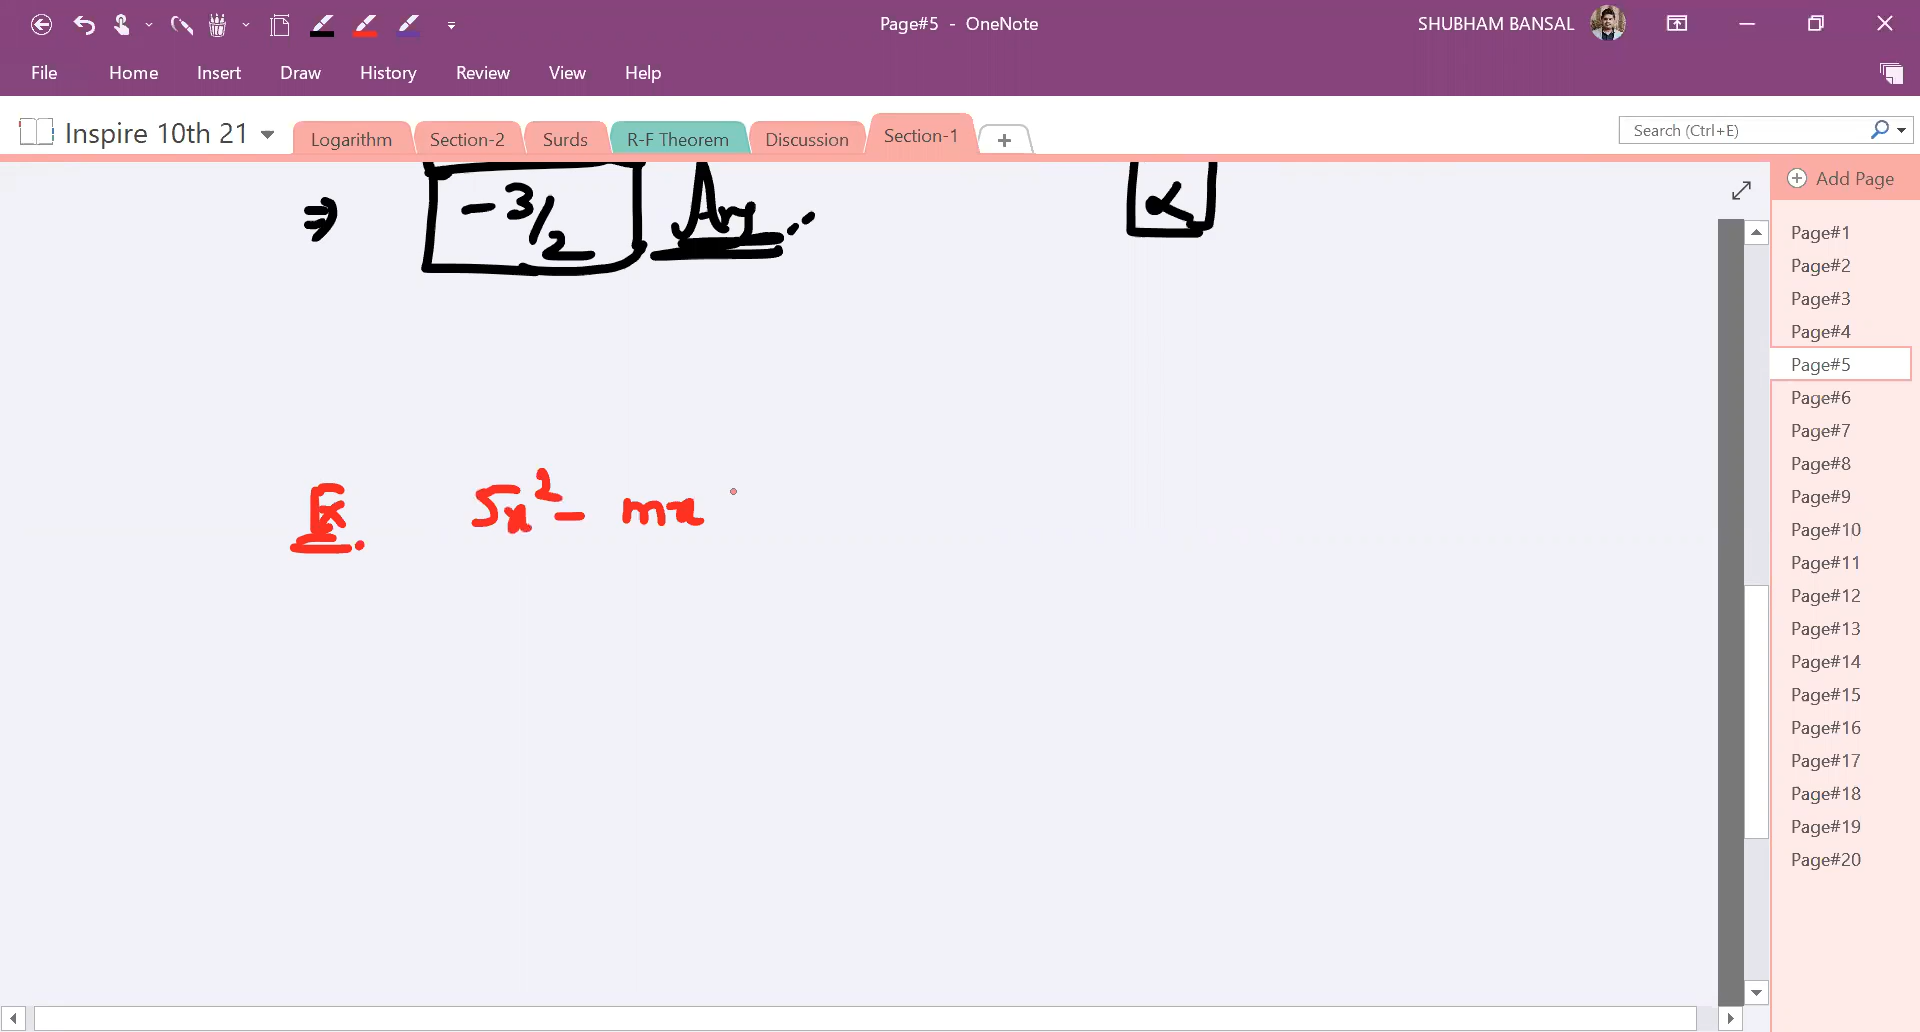 Page#5 - OneNote
SHUBHAM BANSAL
File Home Insert Draw History Review View Help
Inspire 10th 21
Logarithm Section-2 Surds R-F Theorem Discussion Section-1 +
Search (Ctrl+E)
Add Page
Page#1
Page#2
Page#3
Page#4
Page#5
Page#6
Page#7
Page#8
Page#9
Page#10
Page#11
Page#12
Page#13
Page#14
Page#15
Page#16
Page#17
Page#18
Page#19
Page#20
⇒ -3/2 Ans. α
Ex. 5x² - mx